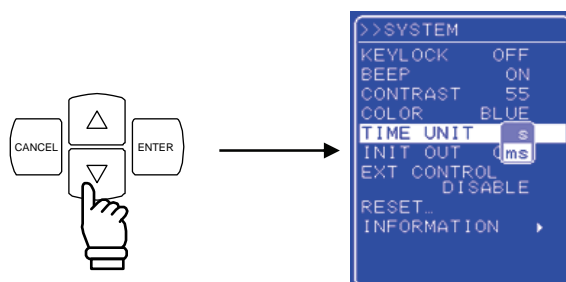 CANCEL
ENTER
>>SYSTEM
KEYLOCK OFF
BEEP ON
CONTRAST 55
COLOR BLUE
TIME UNIT s
INIT OUT ms
EXT CONTROL
DISABLE
RESET…
INFORMATION